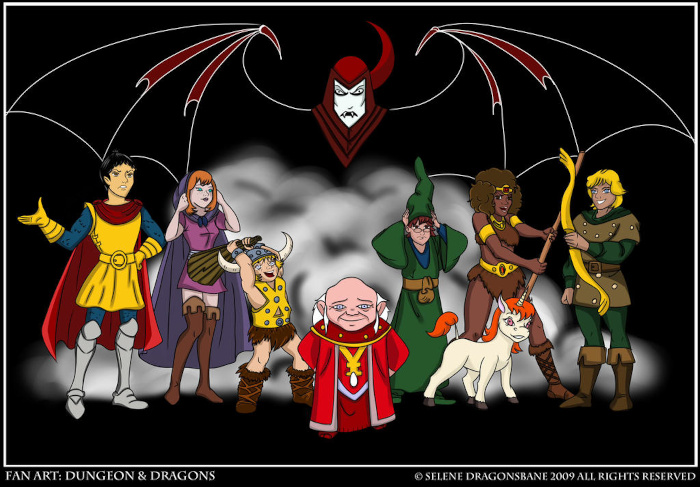 FAN ART: DUNGEON & DRAGONS
© SELENE DRAGONSBANE 2009 ALL RIGHTS RESERVED